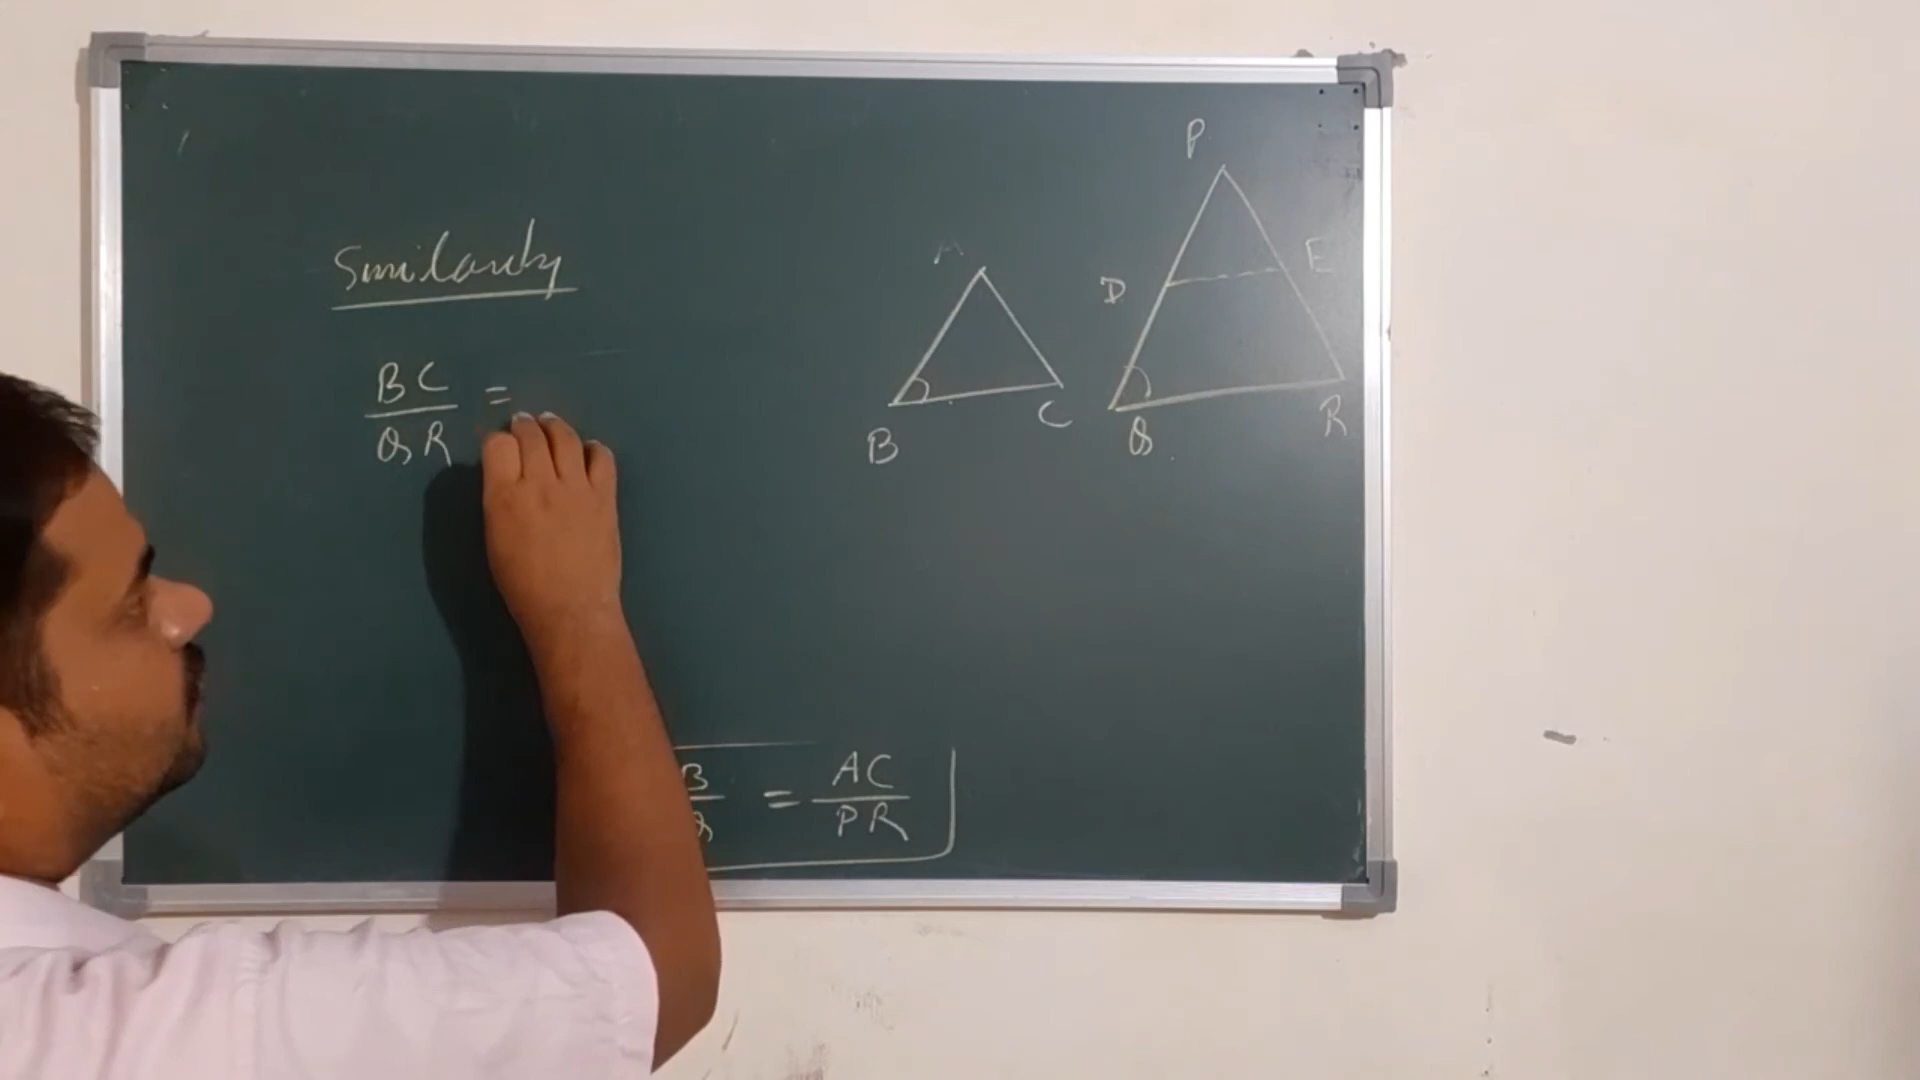 Similarity
BC
QR
=
A
B
C
P
D
E
Q
R
B = AC
Q PR